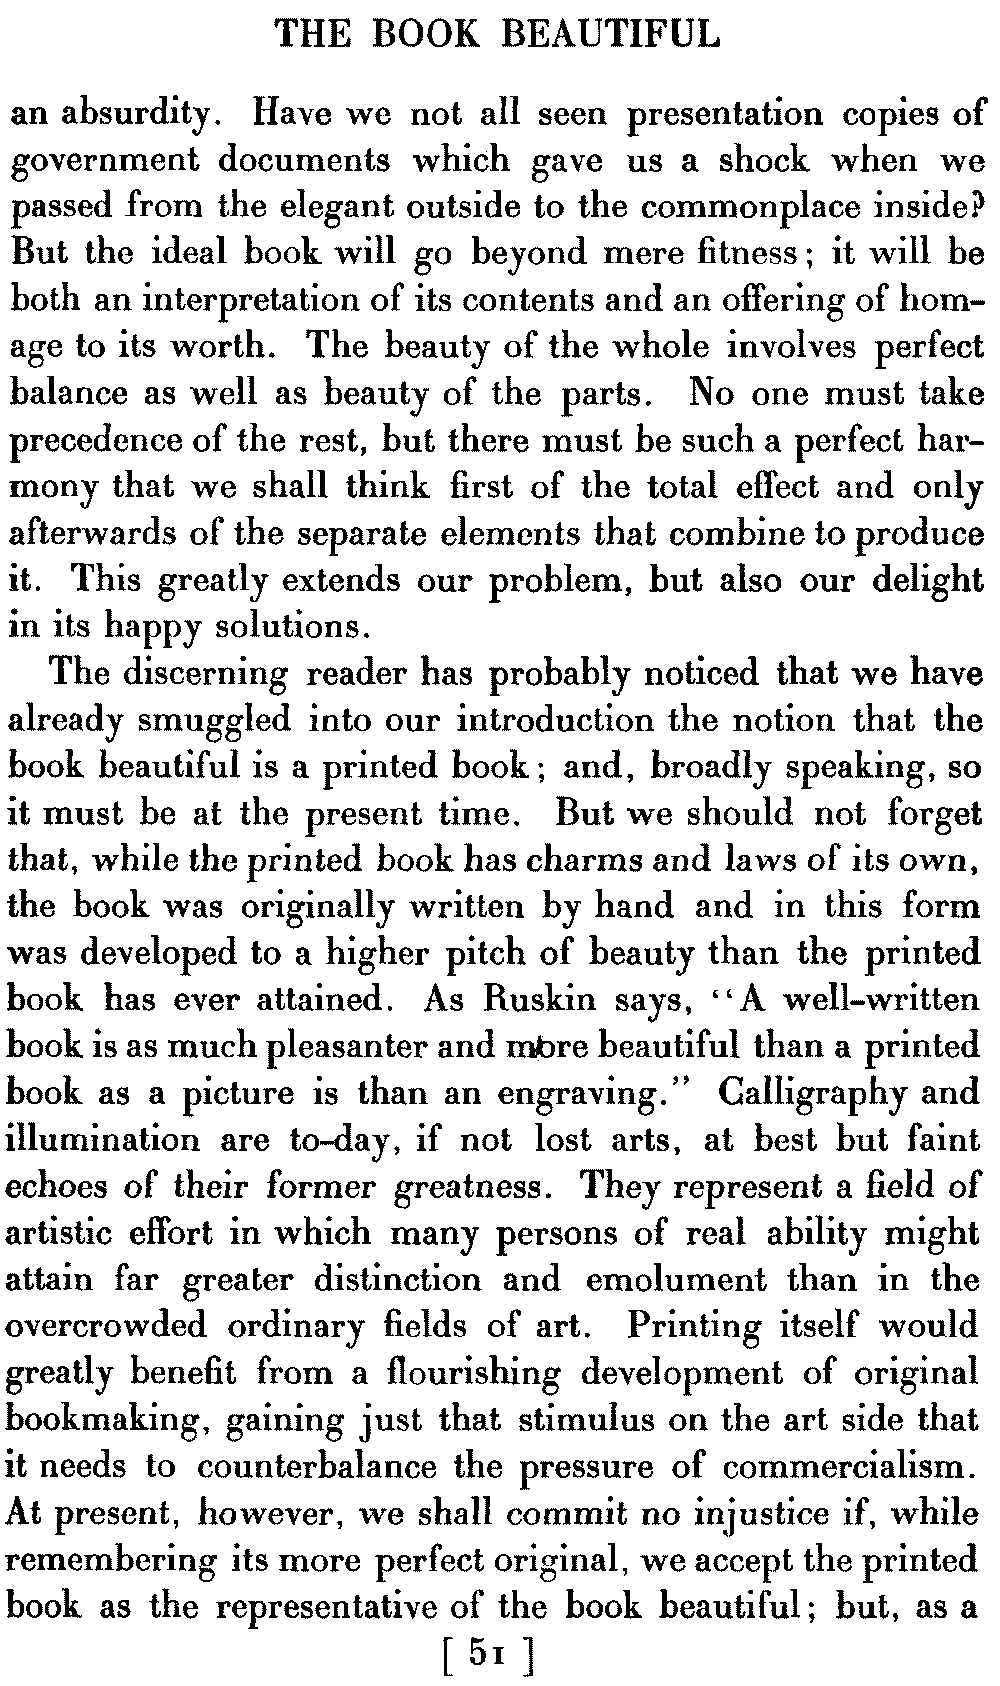 THE BOOK BEAUTIFUL
an absurdity. Have we not all seen presentation copies of
government documents which gave us a shock when we
passed from the elegant outside to the commonplace inside?
But the ideal book will go beyond mere fitness; it will be
both an interpretation of its contents and an offering of hom-
age to its worth. The beauty of the whole involves perfect
balance as well as beauty of the parts. No one must take
precedence of the rest, but there must be such a perfect har-
mony that we shall think first of the total effect and only
afterwards of the separate elements that combine to produce
it. This greatly extends our problem, but also our delight
in its happy solutions.
The discerning reader has probably noticed that we have
already smuggled into our introduction the notion that the
book beautiful is a printed book; and, broadly speaking, so
it must be at the present time. But we should not forget
that, while the printed book has charms and laws of its own,
the book was originally written by hand and in this form
was developed to a higher pitch of beauty than the printed
book has ever attained. As Ruskin says, “A well-written
book is as much pleasanter and more beautiful than a printed
book as a picture is than an engraving.” Calligraphy and
illumination are to-day, if not lost arts, at best but faint
echoes of their former greatness. They represent a field of
artistic effort in which many persons of real ability might
attain far greater distinction and emolument than in the
overcrowded ordinary fields of art. Printing itself would
greatly benefit from a flourishing development of original
bookmaking, gaining just that stimulus on the art side that
it needs to counterbalance the pressure of commercialism.
At present, however, we shall commit no injustice if, while
remembering its more perfect original, we accept the printed
book as the representative of the book beautiful; but, as a
[ 51 ]